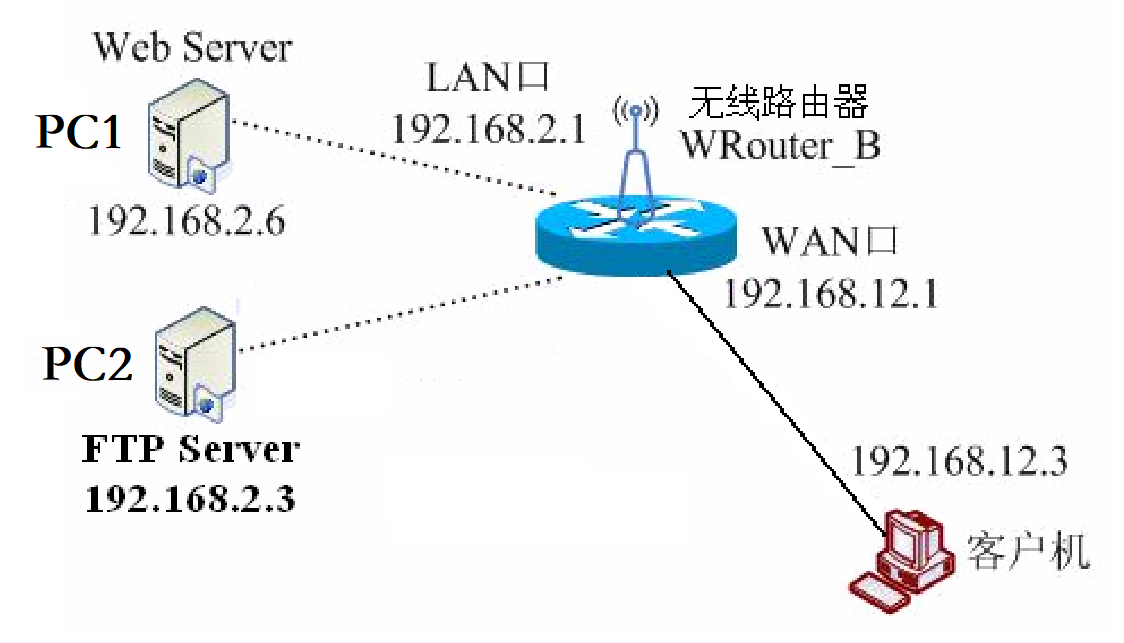 Web Server
PC1
192.168.2.6
LAN口
192.168.2.1
无线路由器
WRouter_B
WAN口
192.168.12.1
PC2
FTP Server
192.168.2.3
192.168.12.3
客户机